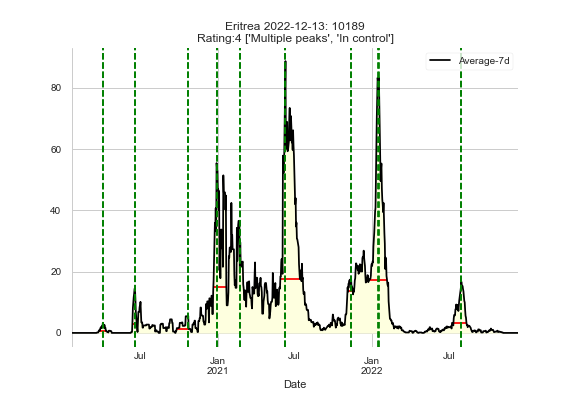 Eritrea 2022-12-13: 10189
Rating:4 ['Multiple peaks', 'In control']
Average-7d
80
60
40
20
0
Jul
Jan
2021
Jul
Jan
2022
Jul
Date